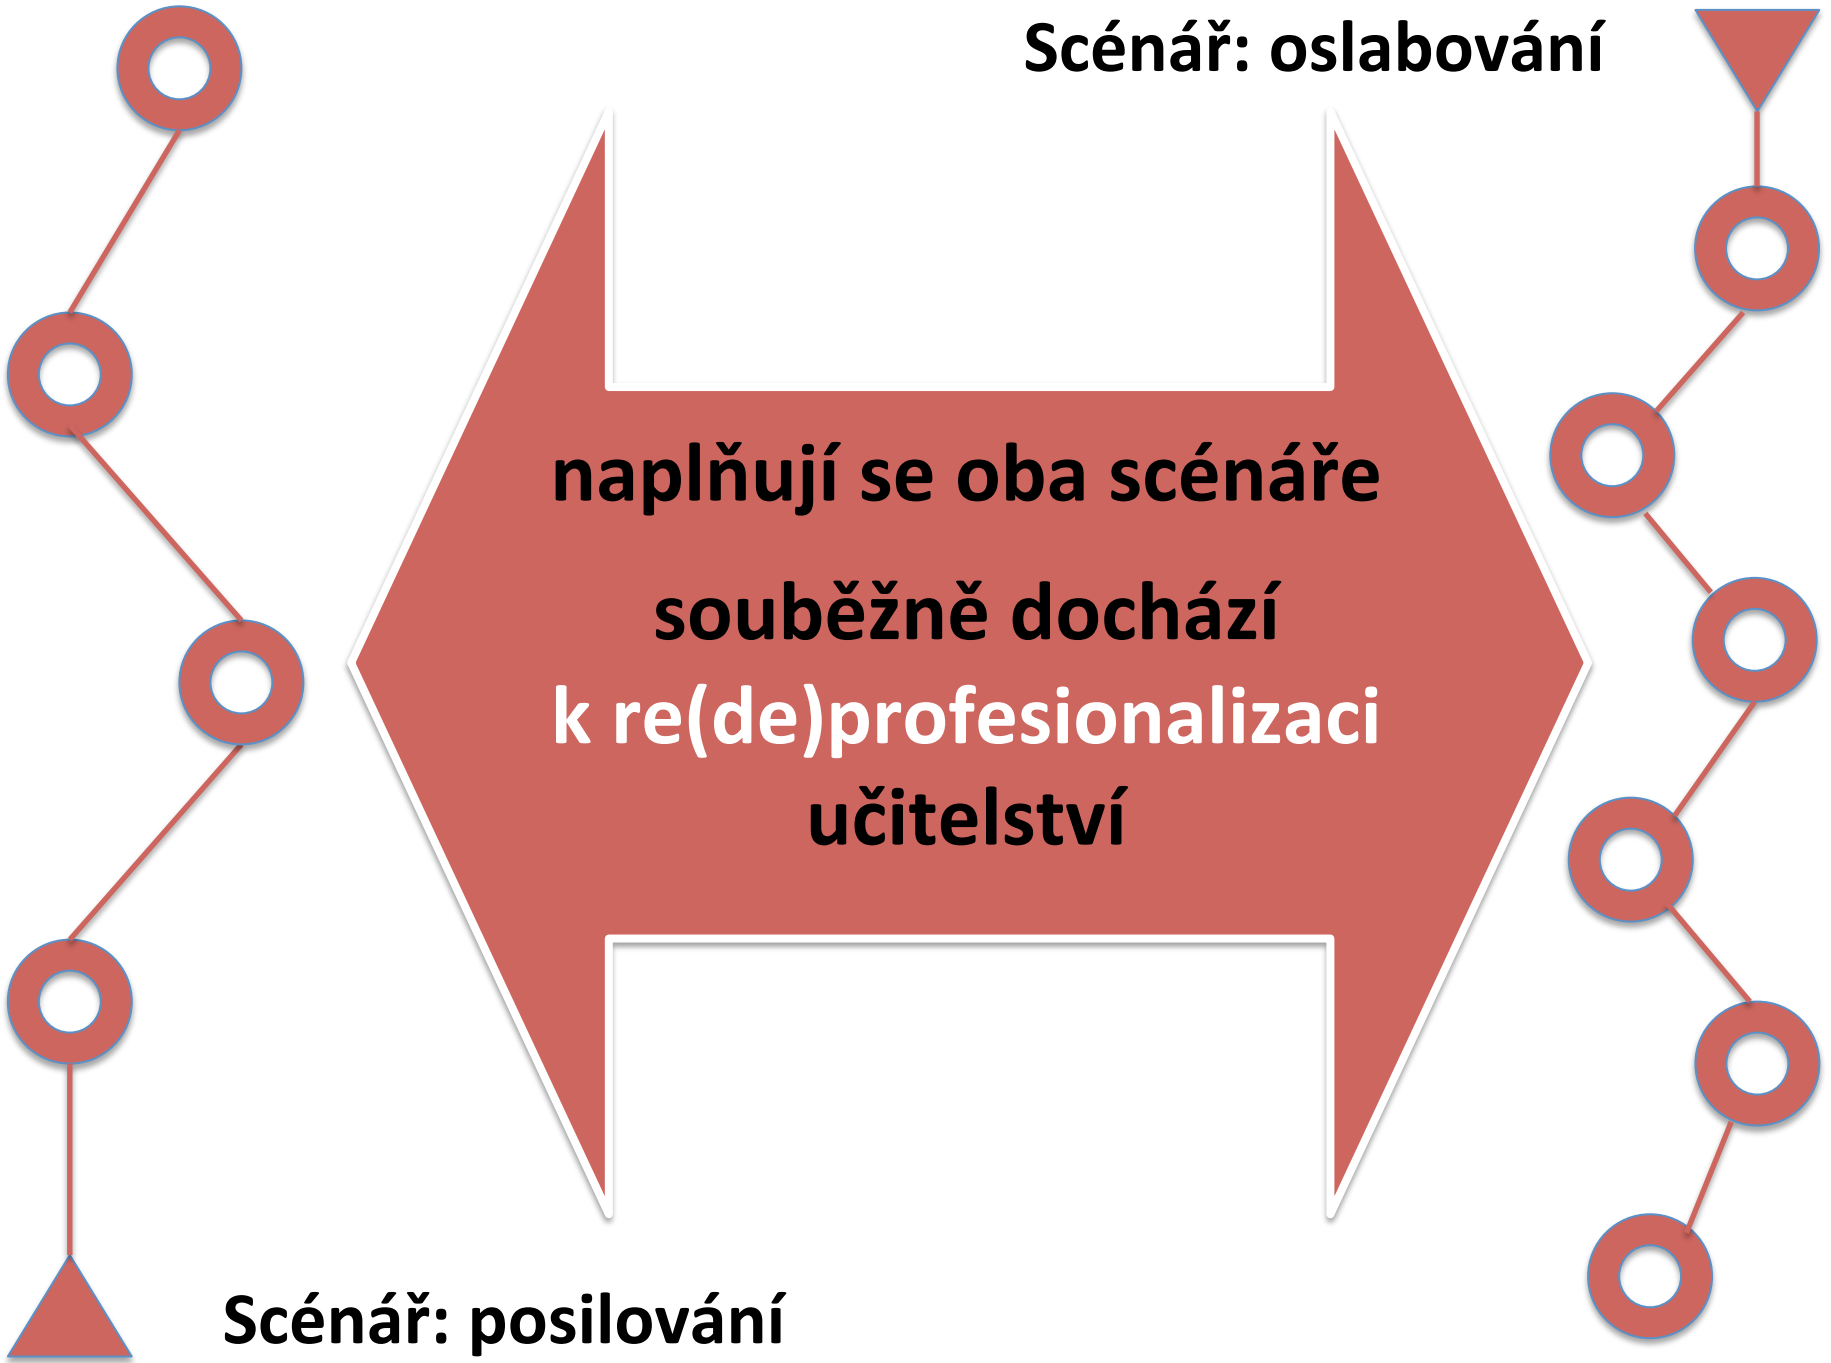 Scénář: oslabování
naplňují se oba scénáře
souběžně dochází
k re(de)profesionalizaci
učitelství
Scénář: posilování